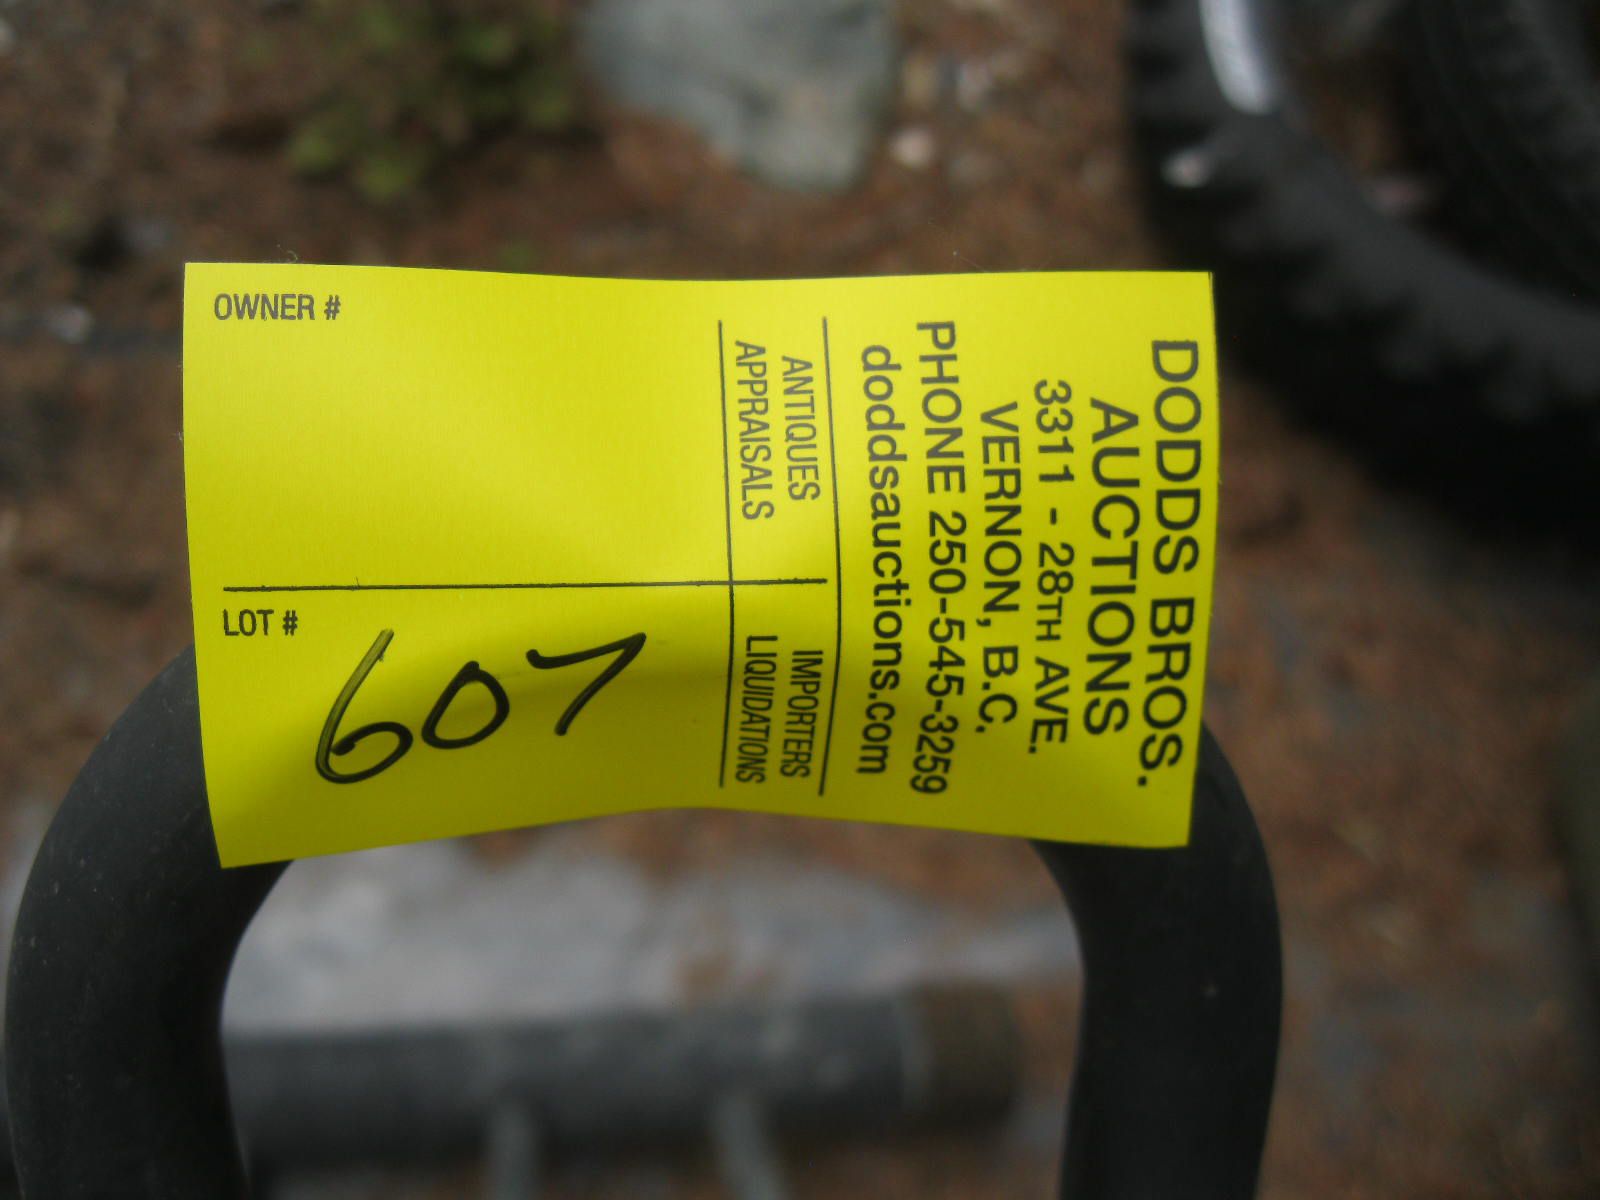 DODDS BROS.
AUCTIONS
3311 - 28TH AVE.
VERNON, B.C.
PHONE 250-545-3259
doddsauctions.com
ANTIQUES
APPRAISALS
IMPORTERS
LIQUIDATIONS
OWNER #
LOT #
607